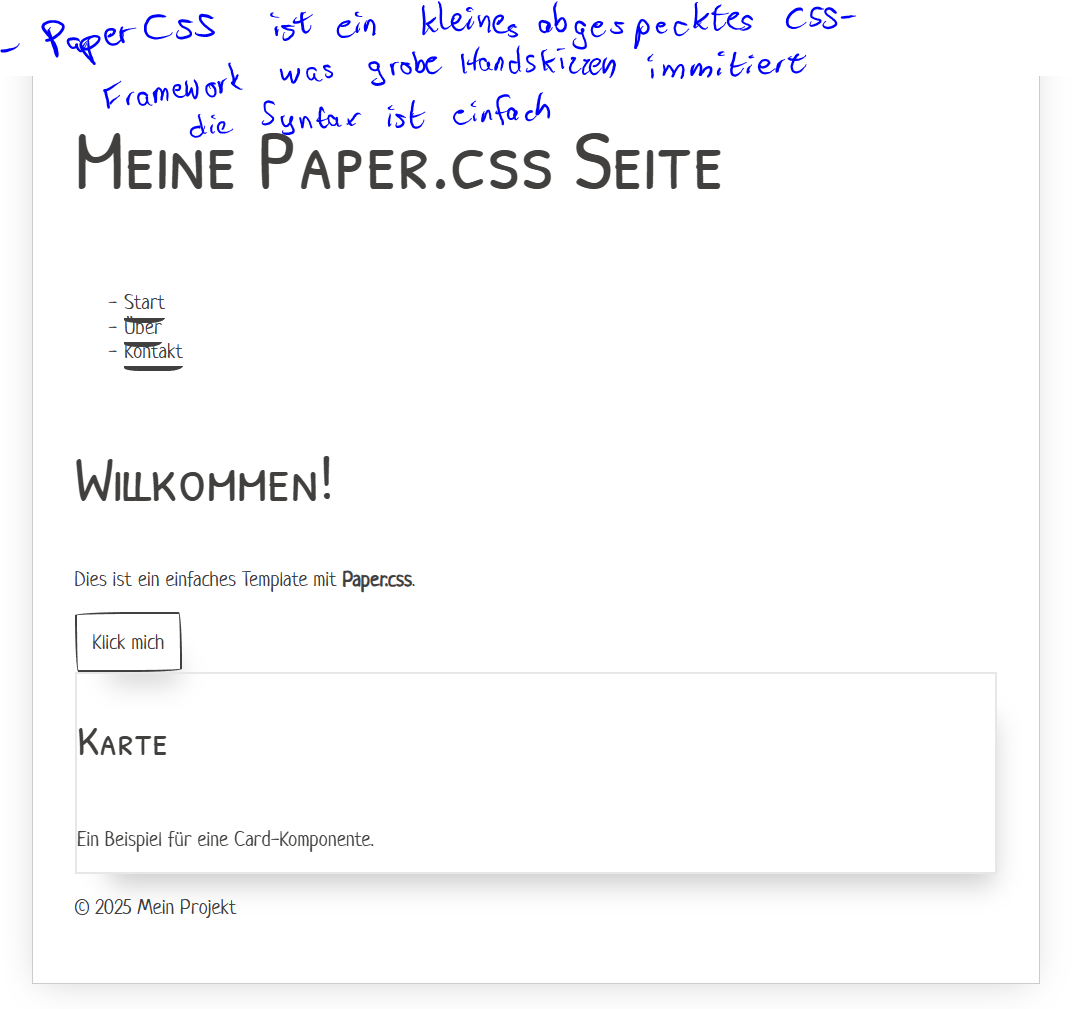 - PaperCSS ist ein kleines abgespecktes CSS-
Framework was grobe Handskizzen immitiert
die Syntax ist einfach
Meine Paper.css Seite
- Start
- Über
- Kontakt
Willkommen!
Dies ist ein einfaches Template mit Paper.css.
Klick mich
Karte
Ein Beispiel für eine Card-Komponente.
© 2025 Mein Projekt